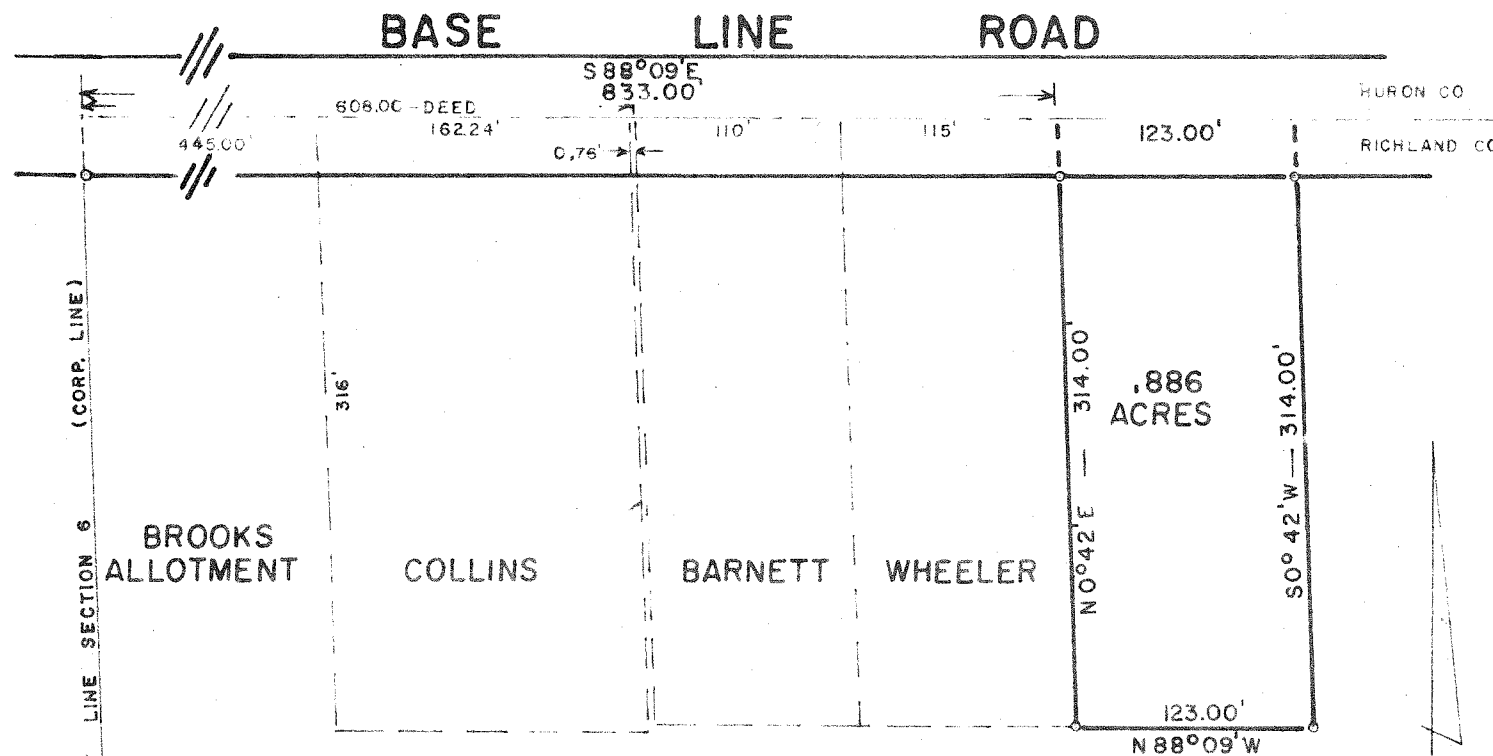 BASE LINE ROAD
S 88°09'E
833.00'
HURON CO
608.00-DEED
162.24'
110'
115'
123.00'
445.00'
0.76'
RICHLAND CO
(CORP. LINE)
LINE SECTION 6
316'
N 0°42'E — 314.00'
.886
ACRES
S0°42'W — 314.00'
BROOKS
ALLOTMENT
COLLINS
BARNETT
WHEELER
123.00'
N 88°09'W